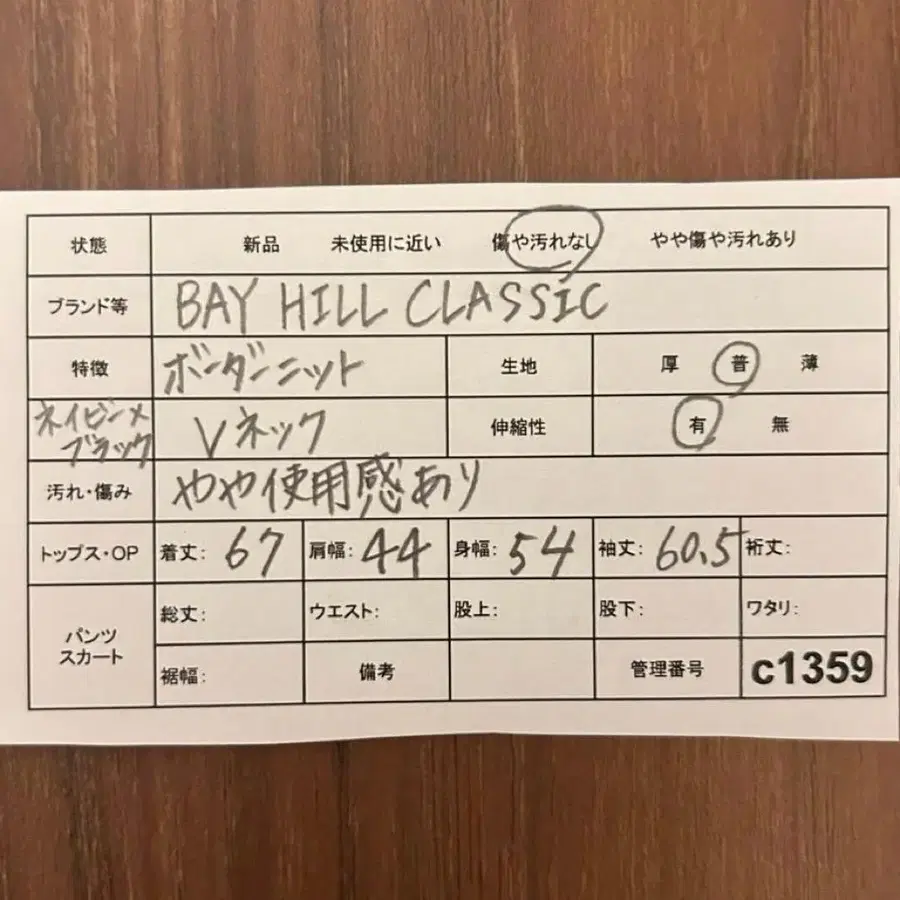 状態 新品 未使用に近い 傷や汚れなし やや傷や汚れあり
ブランド等 BAY HILL CLASSIC
特徴 ボーダーニット 生地 厚 普 薄
ネイビー×
ブラック Vネック 伸縮性 有 無
汚れ・傷み やや使用感あり
トップス・OP 着丈: 67 肩幅: 44 身幅: 54 袖丈: 60.5 裄丈:
パンツ
スカート 総丈: ウエスト: 股上: 股下: ワタリ:
裾幅: 備考 管理番号 c1359